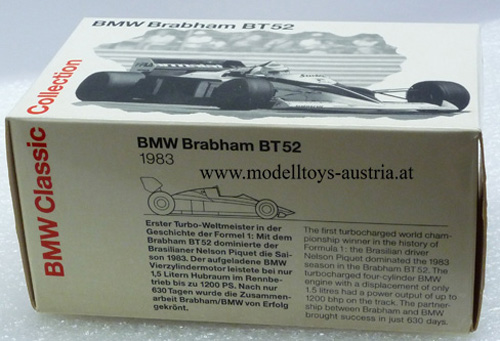 BMW Brabham BT52
BMW Classic
Collection
BMW Brabham BT52
1983
www.modelltoys-austria.at
Erster Turbo-Weltmeister in der
Geschichte der Formel 1: Mit dem
Brabham BT52 dominierte der
Brasilianer Nelson Piquet die Sai-
son 1983. Der aufgeladene BMW
Vierzylindermotor leistete bei nur
1,5 Litern Hubraum im Rennbe-
trieb bis zu 1200 PS. Nach nur
630 Tagen wurde die Zusammen-
arbeit Brabham/BMW von Erfolg
gekrönt.
The first turbocharged world cham-
pionship winner in the history of
Formula 1: the Brasilian driver
Nelson Piquet dominated the 1983
season in the Brabham BT52. The
turbocharged four-cylinder BMW
engine with a displacement of only
1.5 litres had a power output of up to
1200 bhp on the track. The partner-
ship between Brabham and BMW
brought success in just 630 days.